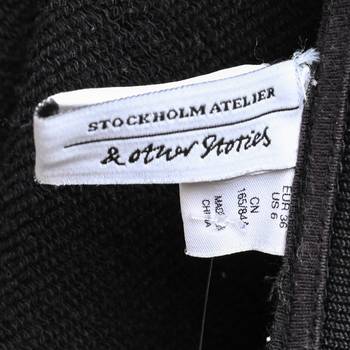 STOCKHOLM ATELIER
& other Stories
EUR 36
US 6
CN
165/84A
MADE IN
CHINA